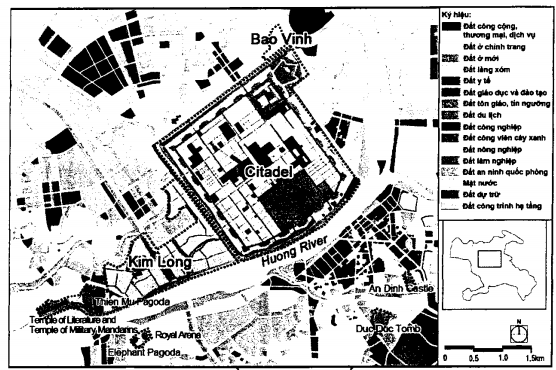 Bao Vinh
Citadel
Kim Long
Huong River
Thien Mu Pagoda
Temple of Literature and
Temple of Military Mandarins
Royal Arena
Elephant Pagoda
An Dinh Castle
Duc Duc Tomb
Ký hiệu:
Đất công cộng,
thương mại, dịch vụ
Đất ở chỉnh trang
Đất ở mới
Đất làng xóm
Đất y tế
Đất giáo dục và đào tạo
Đất tôn giáo, tín ngưỡng
Đất du lịch
Đất công nghiệp
Đất công viên cây xanh
Đất nông nghiệp
Đất lâm nghiệp
Đất an ninh quốc phòng
Mặt nước
Đất dự trữ
Đất công trình hạ tầng
N
0 0.5 1.0 1.5km